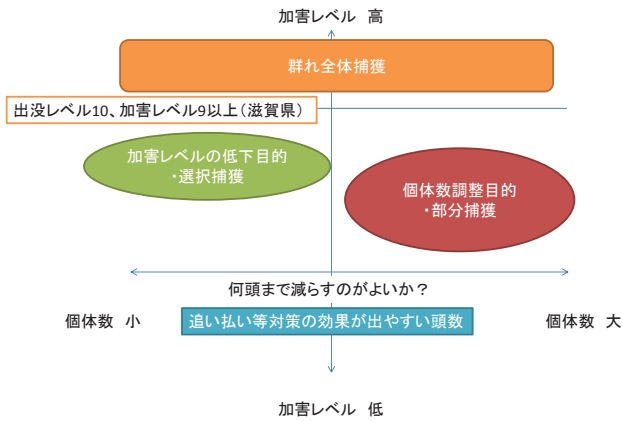 加害レベル　高
群れ全体捕獲
出没レベル10、加害レベル9以上（滋賀県）
加害レベルの低下目的
・選択捕獲
個体数調整目的
・部分捕獲
何頭まで減らすのがよいか？
個体数　小
追い払い等対策の効果が出やすい頭数
個体数　大
加害レベル　低